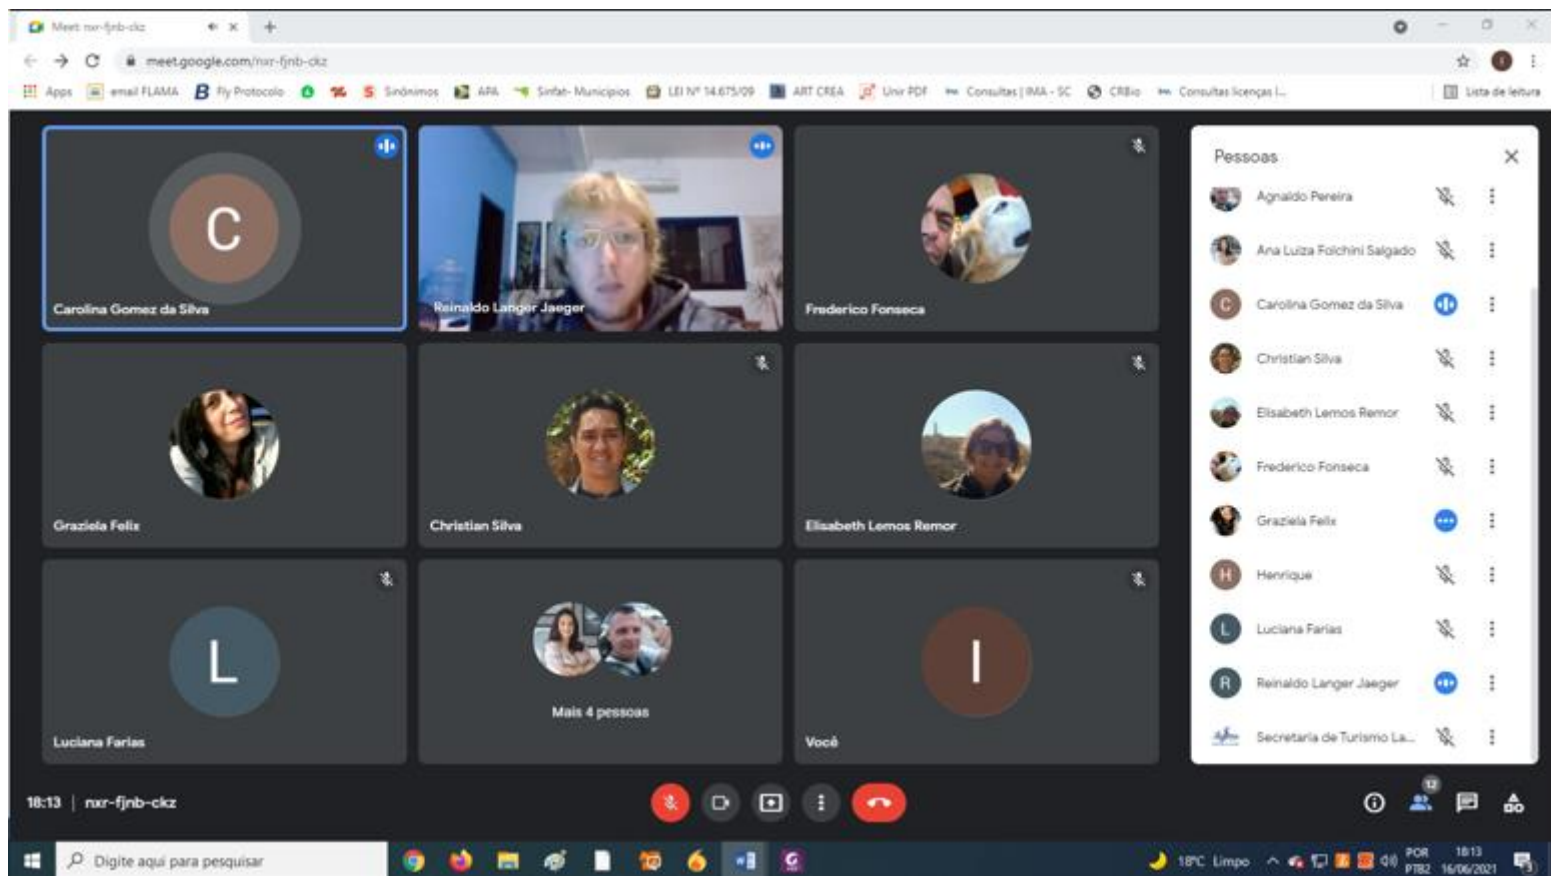 Meet: nxr-fjnb-ckz
meet.google.com/nxr-fjnb-ckz
Apps email FLAMA Fly Protocolo Sinônimos APA Sinfat- Municipios LEI Nº 14.675/09 ART CREA Unir PDF Consultas | IMA - SC CRBio Consultas licenças I... Lista de leitura
C
Carolina Gomez da Silva
Reinaldo Langer Jaeger
Frederico Fonseca
Graziela Felix
Christian Silva
Elisabeth Lemos Remor
L
Luciana Farias
Mais 4 pessoas
I
Você
Pessoas
Agnaldo Pereira
Ana Luiza Folchini Salgado
C Carolina Gomez da Silva
Christian Silva
Elisabeth Lemos Remor
Frederico Fonseca
Graziela Felix
H Henrique
L Luciana Farias
R Reinaldo Langer Jaeger
Secretaria de Turismo La...
18:13 | nxr-fjnb-ckz
12
Digite aqui para pesquisar
18°C Limpo
POR 18:13
PTB2 16/06/2021